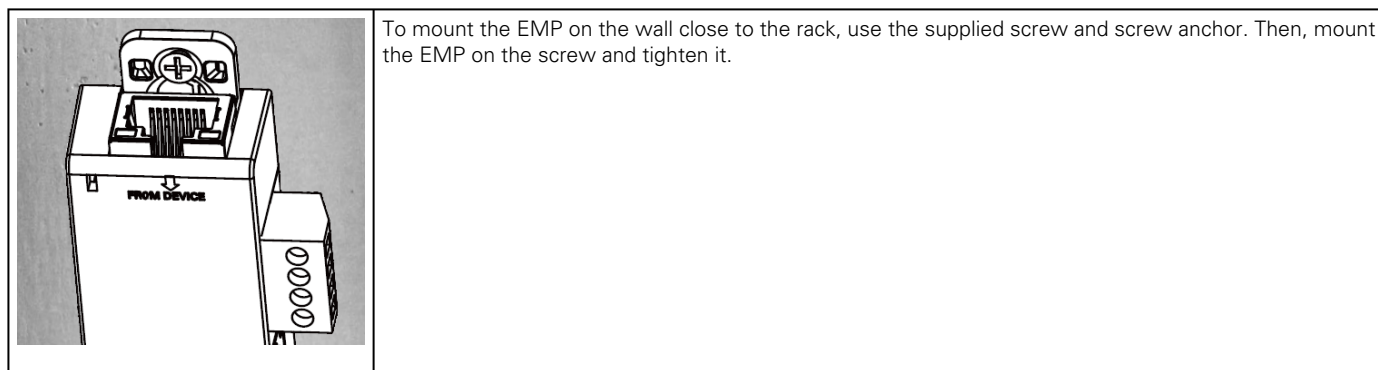 To mount the EMP on the wall close to the rack, use the supplied screw and screw anchor. Then, mount
the EMP on the screw and tighten it.
FROM DEVICE